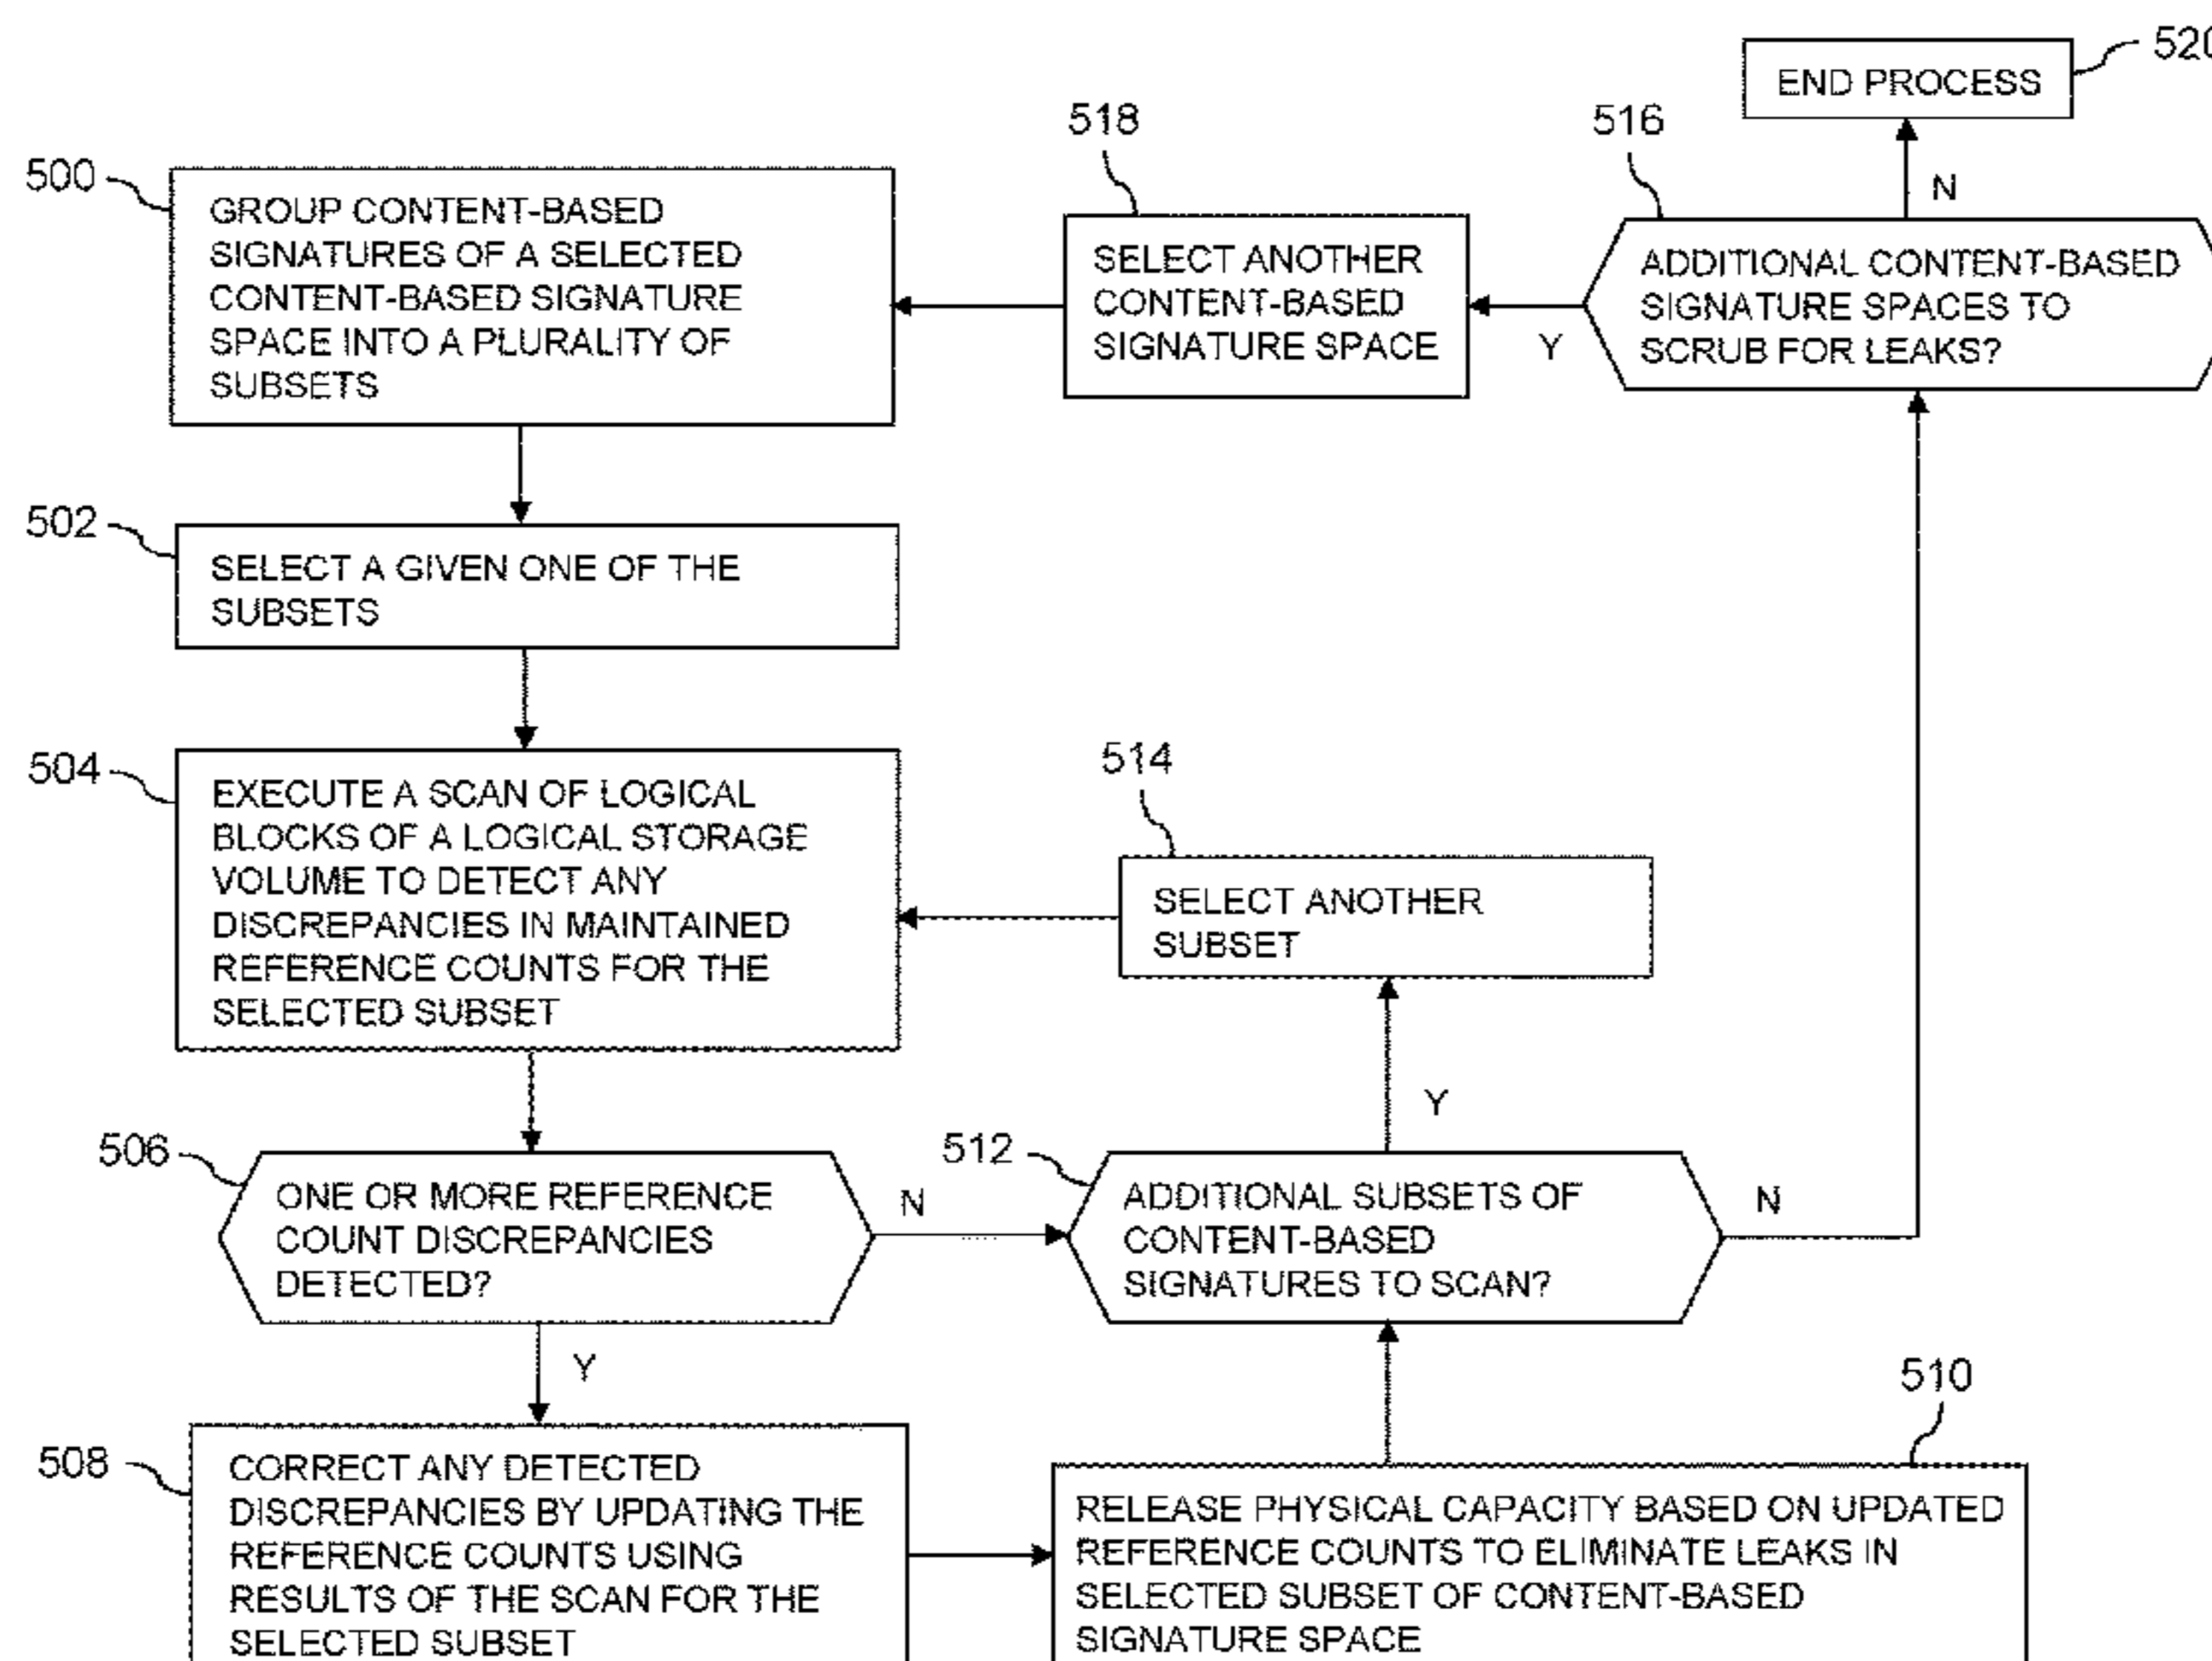 520
END PROCESS
518
516
500
N
GROUP CONTENT-BASED
SIGNATURES OF A SELECTED
CONTENT-BASED SIGNATURE
SPACE INTO A PLURALITY OF
SUBSETS
SELECT ANOTHER
CONTENT-BASED
SIGNATURE SPACE
Y
ADDITIONAL CONTENT-BASED
SIGNATURE SPACES TO
SCRUB FOR LEAKS?
502
SELECT A GIVEN ONE OF THE
SUBSETS
504
EXECUTE A SCAN OF LOGICAL
BLOCKS OF A LOGICAL STORAGE
VOLUME TO DETECT ANY
DISCREPANCIES IN MAINTAINED
REFERENCE COUNTS FOR THE
SELECTED SUBSET
514
SELECT ANOTHER
SUBSET
Y
506
ONE OR MORE REFERENCE
COUNT DISCREPANCIES
DETECTED?
N
512
ADDITIONAL SUBSETS OF
CONTENT-BASED
SIGNATURES TO SCAN?
N
Y
510
508
CORRECT ANY DETECTED
DISCREPANCIES BY UPDATING THE
REFERENCE COUNTS USING
RESULTS OF THE SCAN FOR THE
SELECTED SUBSET
RELEASE PHYSICAL CAPACITY BASED ON UPDATED
REFERENCE COUNTS TO ELIMINATE LEAKS IN
SELECTED SUBSET OF CONTENT-BASED
SIGNATURE SPACE